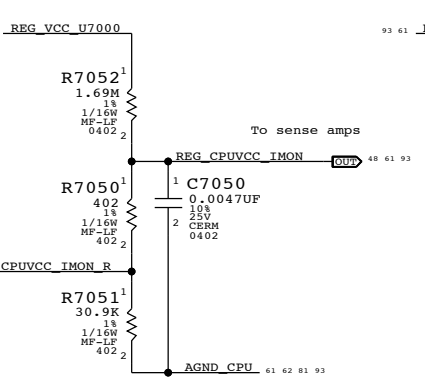 REG_VCC_U7000
93 61
R7052
1
1.69M
1%
1/16W
MF-LF
0402
2
To sense amps
REG_CPUVCC_IMON
OUT
48 61 93
R7050
1
402
1%
1/16W
MF-LF
402
2
1
C7050
0.0047UF
10%
25V
CERM
0402
2
CPUVCC_IMON_R
R7051
1
30.9K
1%
1/16W
MF-LF
402
2
AGND_CPU
61 62 81 93